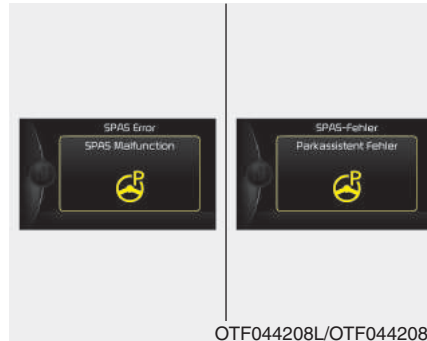 SPAS Error
SPAS Malfunction
P
SPAS-Fehler
Parkassistent Fehler
P
OTF044208L/OTF044208